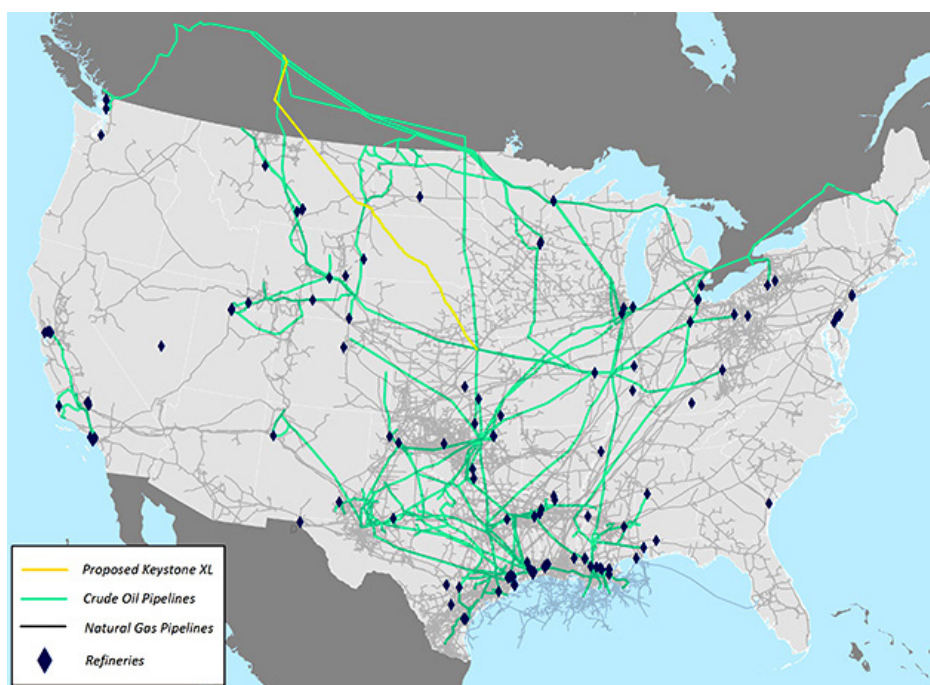 Proposed Keystone XL
Crude Oil Pipelines
Natural Gas Pipelines
Refineries